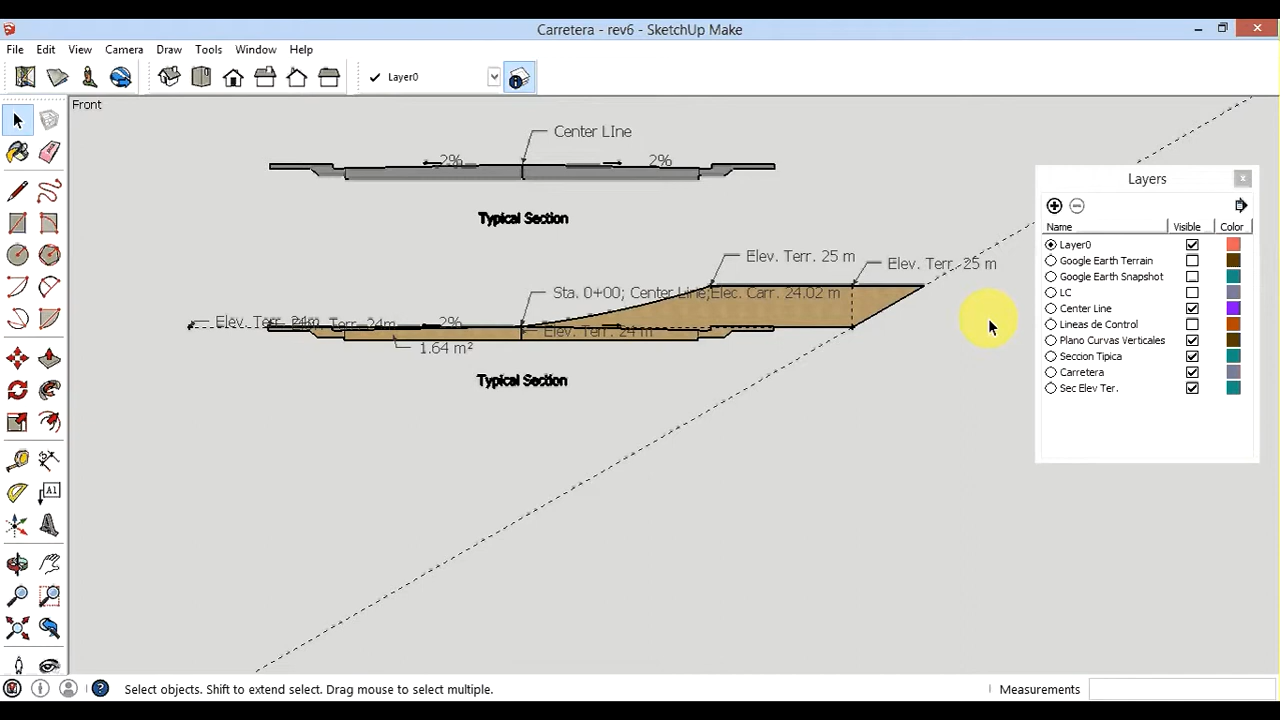 Carretera - rev6 - SketchUp Make
File Edit View Camera Draw Tools Window Help
Layer0
Front
Center LIne
2% 2%
Typical Section
Elev. Terr. 25 m
Elev. Terr. 25 m
Sta. 0+00; Center Line;Elec. Carr. 24.02 m
Elev. Terr. 24m Terr. 24m 2%
Elev. Terr. 24 m
1.64 m²
Typical Section
Layers
Name Visible Color
Layer0
Google Earth Terrain
Google Earth Snapshot
LC
Center Line
Lineas de Control
Plano Curvas Verticales
Seccion Tipica
Carretera
Sec Elev Ter.
A1
Select objects. Shift to extend select. Drag mouse to select multiple.
Measurements